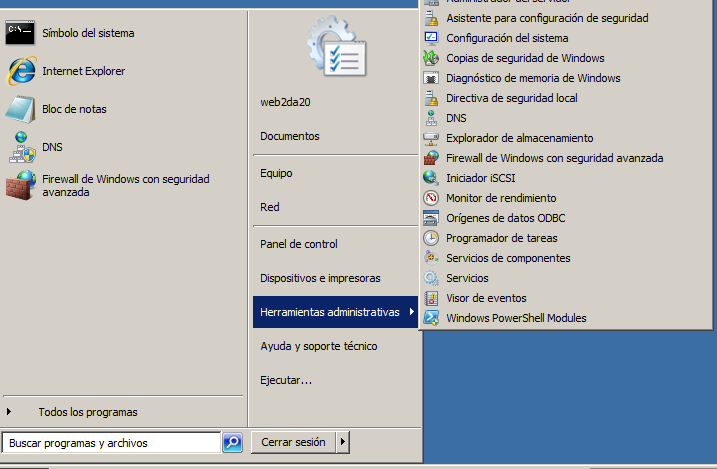 Símbolo del sistema
Internet Explorer
Bloc de notas
DNS
Firewall de Windows con seguridad
avanzada
Todos los programas
Buscar programas y archivos
web2da20
Documentos
Equipo
Red
Panel de control
Dispositivos e impresoras
Herramientas administrativas
Ayuda y soporte técnico
Ejecutar...
Cerrar sesión
Administrador del servidor
Asistente para configuración de seguridad
Configuración del sistema
Copias de seguridad de Windows
Diagnóstico de memoria de Windows
Directiva de seguridad local
DNS
Explorador de almacenamiento
Firewall de Windows con seguridad avanzada
Iniciador iSCSI
Monitor de rendimiento
Orígenes de datos ODBC
Programador de tareas
Servicios de componentes
Servicios
Visor de eventos
Windows PowerShell Modules